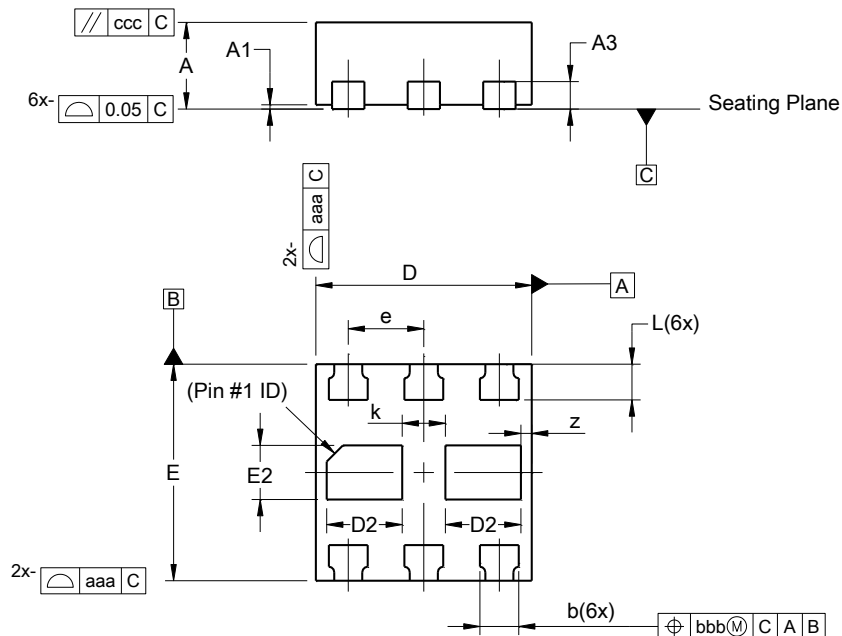 // ccc C
A
A1
A3
6x- ⌓ 0.05 C
Seating Plane
C
2x- ⌓ aaa C
D
A
B
e
L(6x)
(Pin #1 ID)
k
z
E
E2
D2
D2
2x- ⌓ aaa C
b(6x)
⌖ bbbⓂ C A B